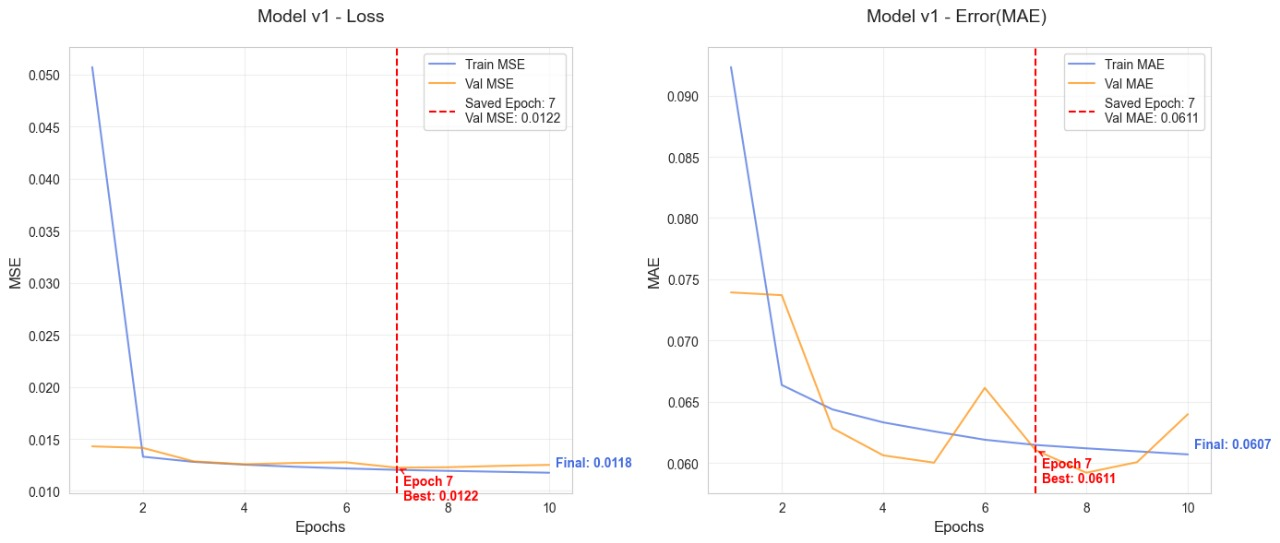 Model v1 - Loss
MSE
0.050
0.045
0.040
0.035
0.030
0.025
0.020
0.015
0.010
Train MSE
Val MSE
Saved Epoch: 7
Val MSE: 0.0122
Final: 0.0118
Epoch 7
Best: 0.0122
2
4
6
8
10
Epochs
Model v1 - Error(MAE)
MAE
0.090
0.085
0.080
0.075
0.070
0.065
0.060
Train MAE
Val MAE
Saved Epoch: 7
Val MAE: 0.0611
Final: 0.0607
Epoch 7
Best: 0.0611
2
4
6
8
10
Epochs